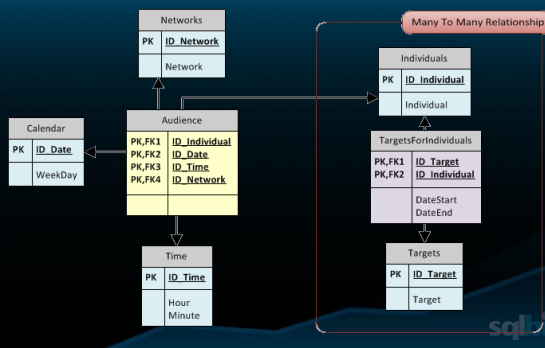 Many To Many Relationship
Networks
PK ID_Network
Network
Individuals
PK ID_Individual
Individual
Calendar
PK ID_Date
WeekDay
Audience
PK,FK1 ID_Individual
PK,FK2 ID_Date
PK,FK3 ID_Time
PK,FK4 ID_Network
TargetsForIndividuals
PK,FK1 ID_Target
PK,FK2 ID_Individual
DateStart
DateEnd
Time
PK ID_Time
Hour
Minute
Targets
PK ID_Target
Target